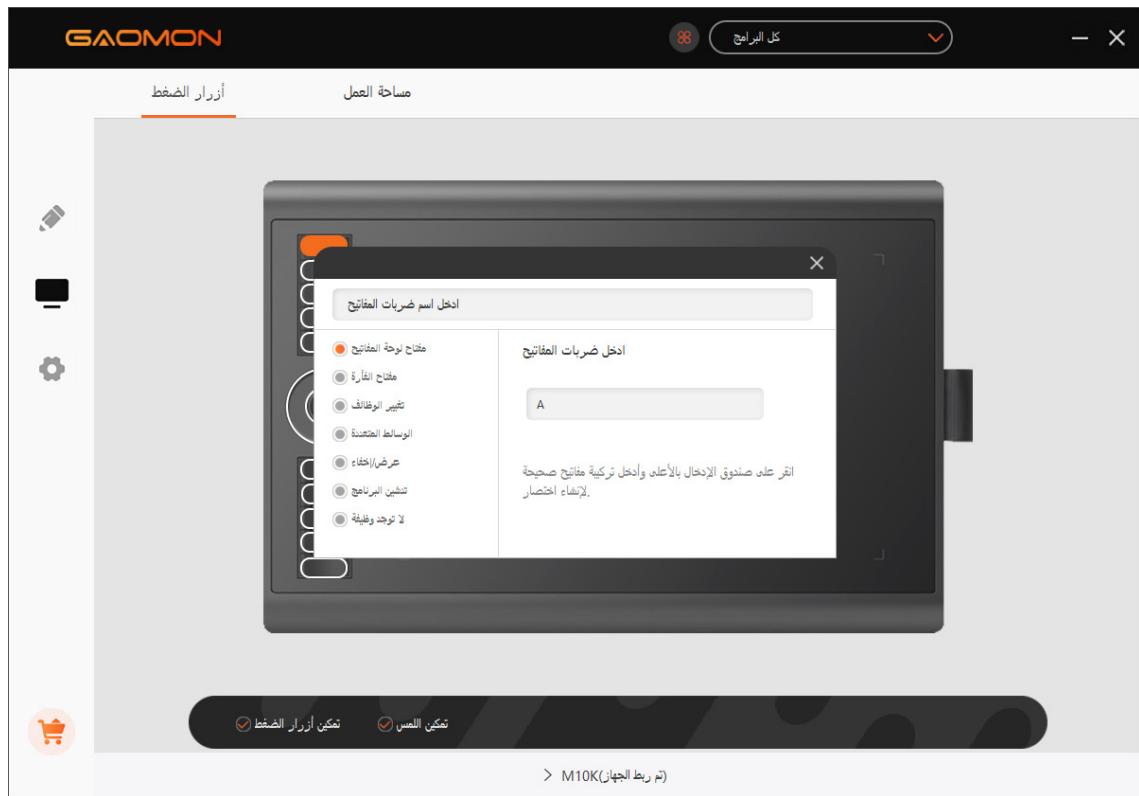 GAOMON
كل البرامج
أزرار الضغط
مساحة العمل
ادخل اسم ضربات المفاتيح
مفتاح لوحة المفاتيح
مفتاح الفأرة
تغيير الوظائف
الوسائط المتعددة
عرض/إخفاء
تنشين البرنامج
لا توجد وظيفة
ادخل ضربات المفاتيح
A
انقر على صندوق الإدخال بالأعلى وأدخل تركيبة مفاتيح صحيحة
.لإنشاء اختصار
تمكين أزرار الضغط
تمكين اللمس
M10K(تم ربط الجهاز)